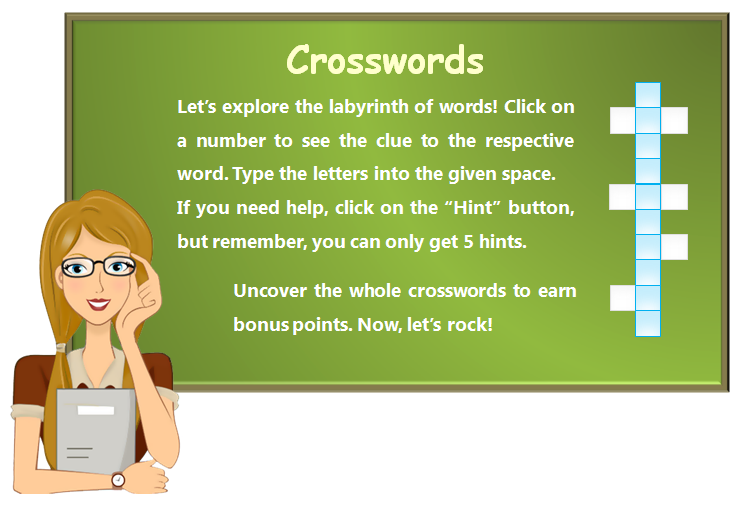 Crosswords
Let's explore the labyrinth of words! Click on
a number to see the clue to the respective
word. Type the letters into the given space.
If you need help, click on the “Hint” button,
but remember, you can only get 5 hints.
Uncover the whole crosswords to earn
bonus points. Now, let's rock!